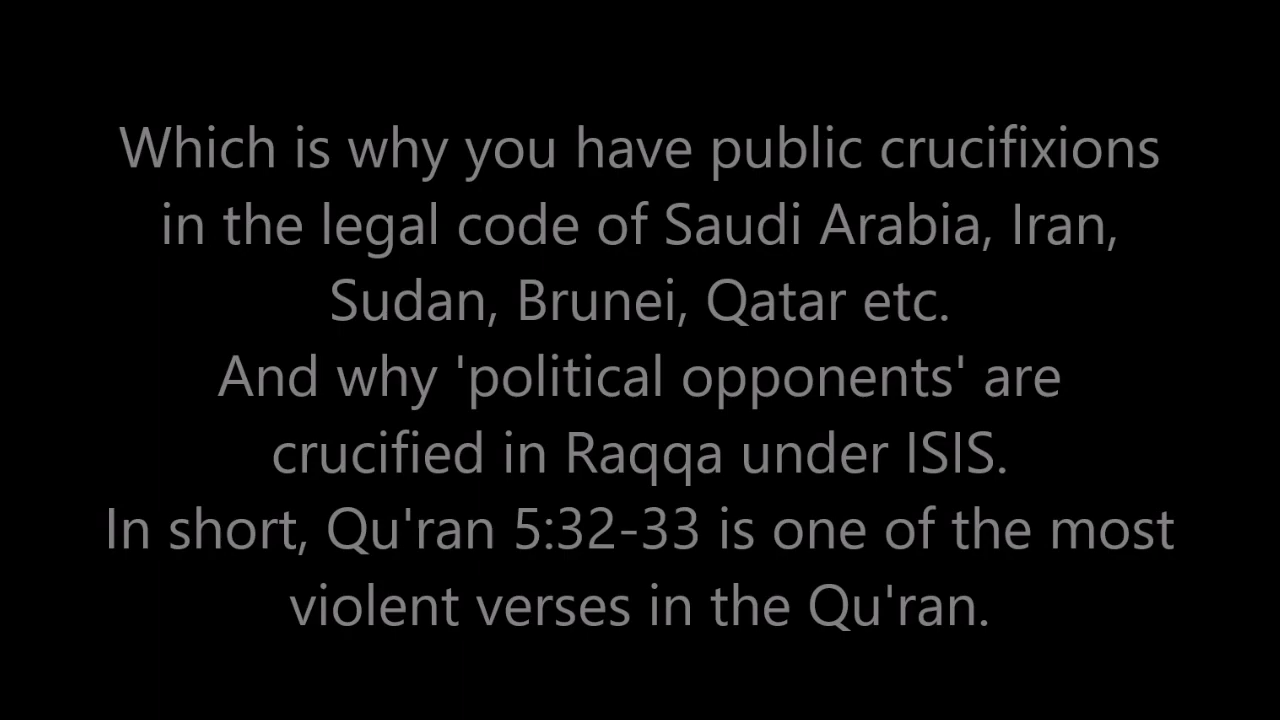 Which is why you have public crucifixions
in the legal code of Saudi Arabia, Iran,
Sudan, Brunei, Qatar etc.
And why 'political opponents' are
crucified in Raqqa under ISIS.
In short, Qu'ran 5:32-33 is one of the most
violent verses in the Qu'ran.